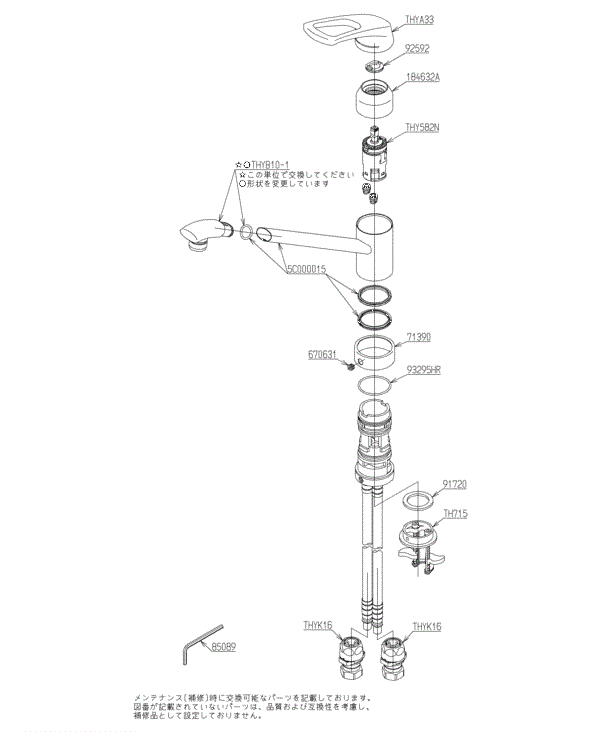 THYA33
92592
184632A
THY582N
☆○THYB10-1
☆この単位で交換してください
○形状を変更しています
5C000015
71390
670631
93295HR
91720
TH715
THYK16
THYK16
85089
メンテナンス(補修)時に交換可能なパーツを記載しております。
図番が記載されていないパーツは、品質および互換性を考慮し、
補修品として設定しておりません。